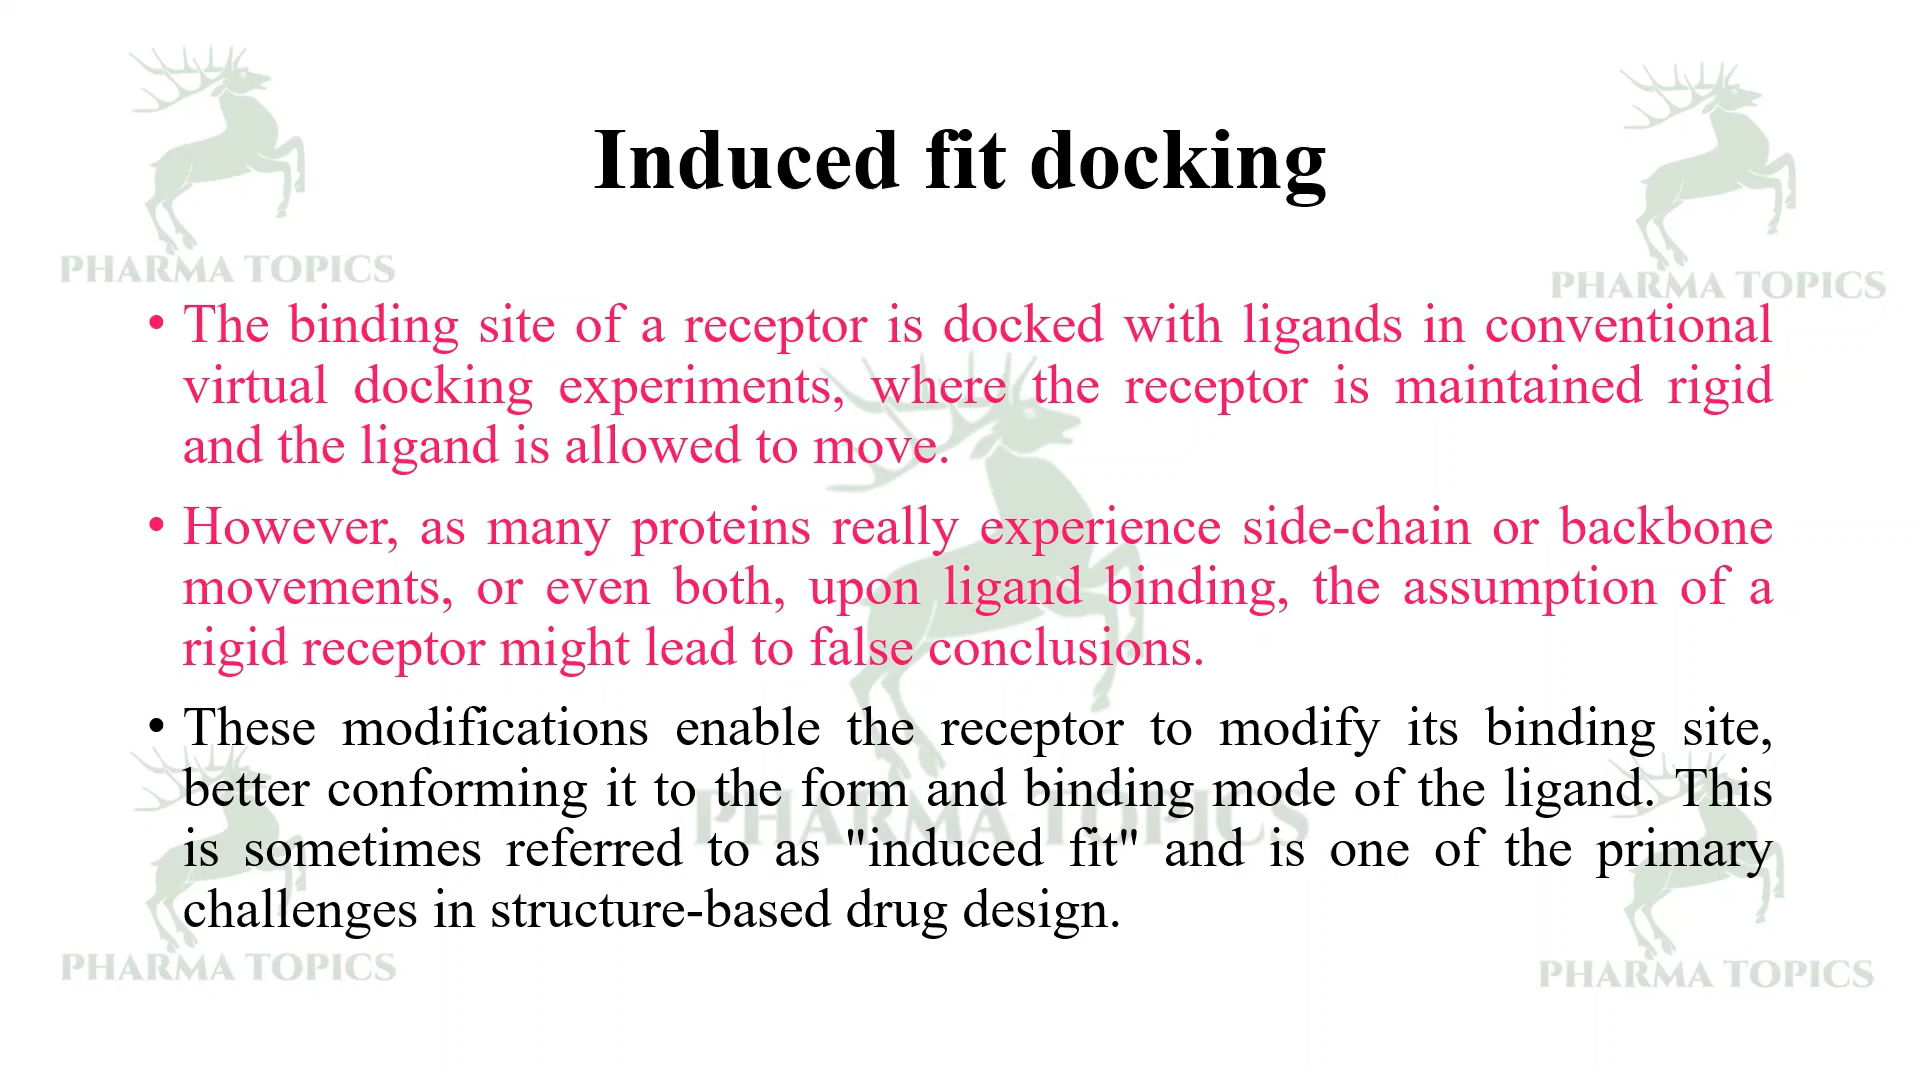 Induced fit docking
PHARMA TOPICS
PHARMA TOPICS
• The binding site of a receptor is docked with ligands in conventional
virtual docking experiments, where the receptor is maintained rigid
and the ligand is allowed to move.
• However, as many proteins really experience side-chain or backbone
movements, or even both, upon ligand binding, the assumption of a
rigid receptor might lead to false conclusions.
• These modifications enable the receptor to modify its binding site,
better conforming it to the form and binding mode of the ligand. This
PHARMA TOPICS
is sometimes referred to as "induced fit" and is one of the primary
challenges in structure-based drug design.
PHARMA TOPICS
PHARMA TOPICS